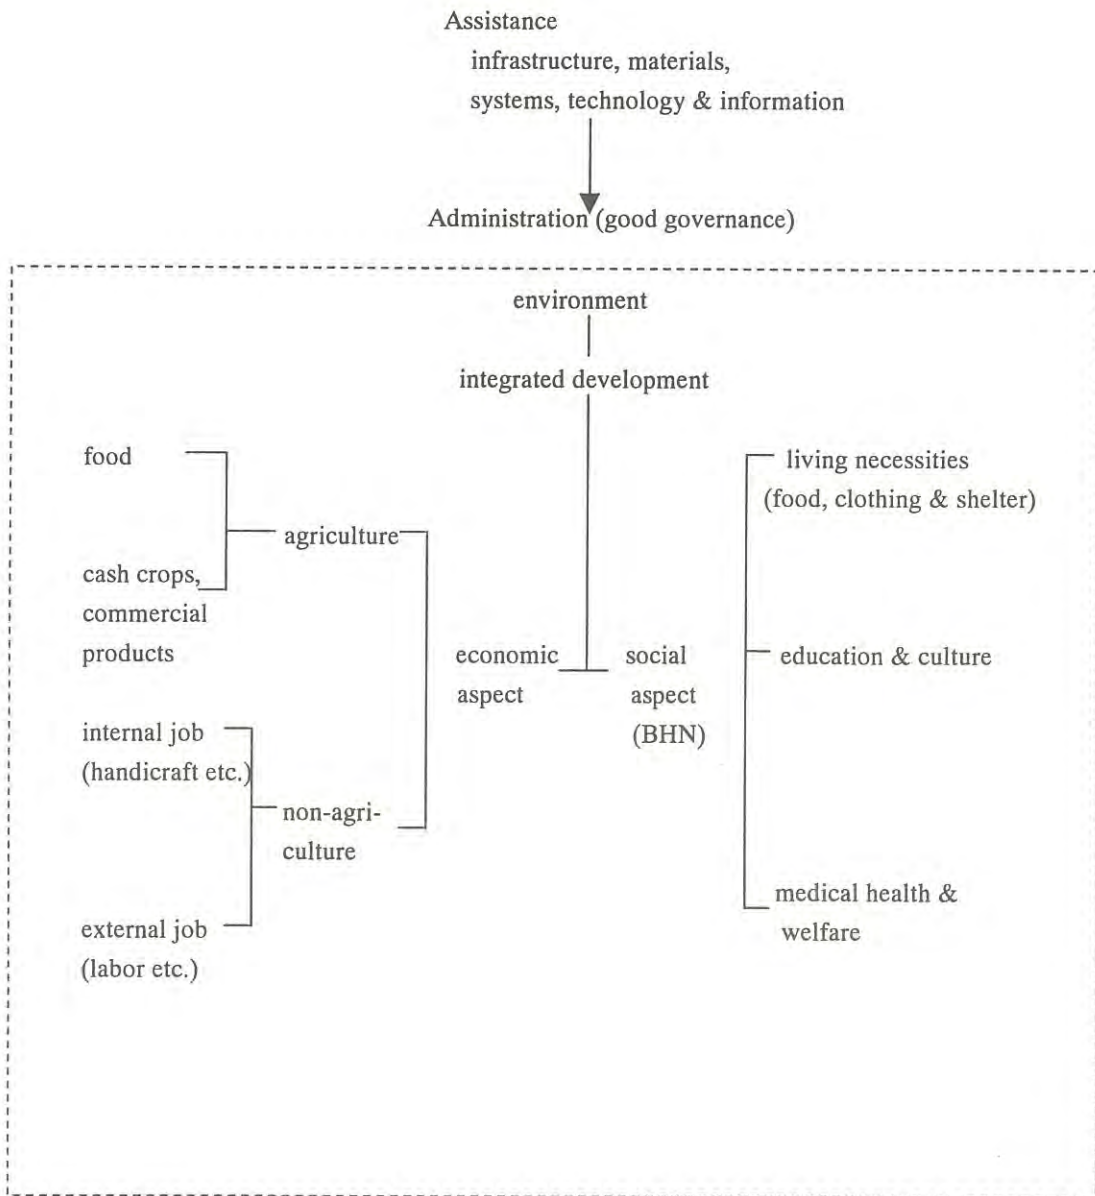 Assistance
infrastructure, materials,
systems, technology & information
Administration (good governance)
environment
integrated development
food
cash crops,
commercial
products
agriculture
internal job
(handicraft etc.)
non-agri-
culture
external job
(labor etc.)
economic
aspect
social
aspect
(BHN)
living necessities
(food, clothing & shelter)
education & culture
medical health &
welfare